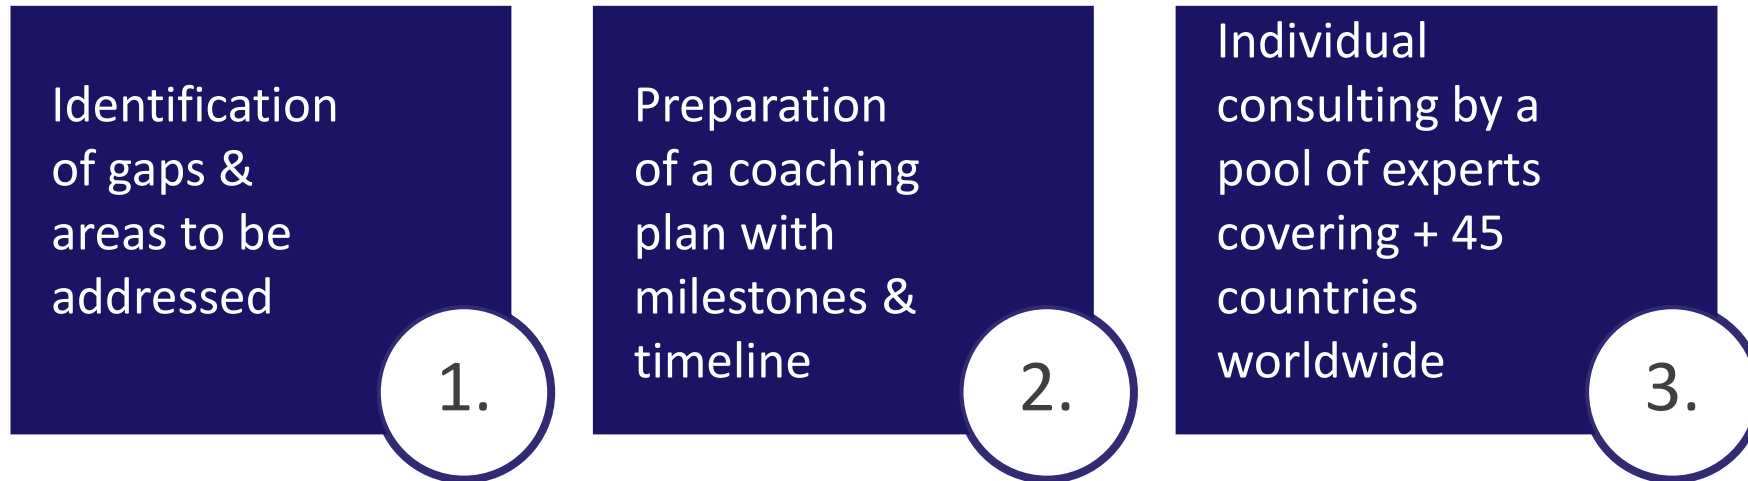 Identification
of gaps &
areas to be
addressed
1.
Preparation
of a coaching
plan with
milestones &
timeline
2.
Individual
consulting by a
pool of experts
covering + 45
countries
worldwide
3.